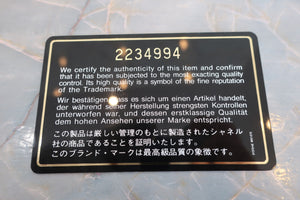 2234994
We certify the authenticity of this item and confirm
that it has been subjected to the most exacting quality
control. Its high quality is a symbol of the fine reputation
of the Trademark.
Wir bestätigen, dass es sich um einen Artikel handelt,
der während seiner Herstellung strengsten Kontrollen
unterworfen war, und dessen erstklassige Qualität
dem hohen Ansehen unserer Marke entspricht.
この製品は厳しい管理のもとに製造されたシャネル
社の商品であることを証明いたします。
このブランド・マークは最高級品質の象徴です。